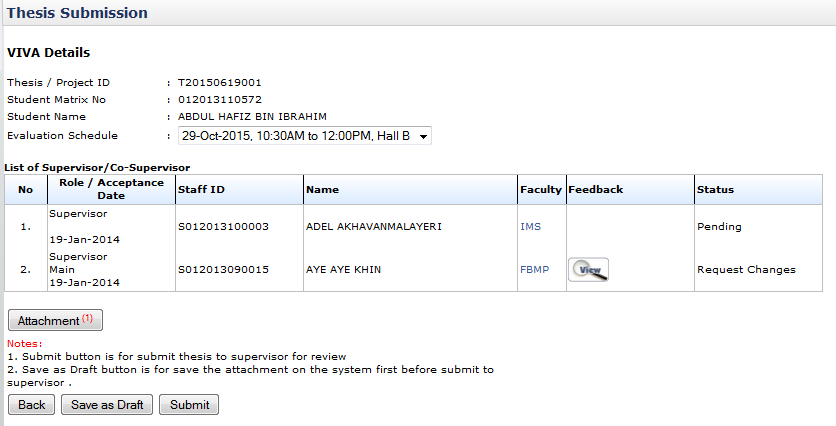 Thesis Submission
VIVA Details
Thesis / Project ID : T20150619001
Student Matrix No : 012013110572
Student Name : ABDUL HAFIZ BIN IBRAHIM
Evaluation Schedule : 29-Oct-2015, 10:30AM to 12:00PM, Hall B
List of Supervisor/Co-Supervisor
No Role / Acceptance Date Staff ID Name Faculty Feedback Status
Supervisor
1. S012013100003 ADEL AKHAVANMALAYERI IMS Pending
19-Jan-2014
Supervisor
2. Main S012013090015 AYE AYE KHIN FBMP View Request Changes
19-Jan-2014
Attachment (1)
Notes:
1. Submit button is for submit thesis to supervisor for review
2. Save as Draft button is for save the attachment on the system first before submit to
supervisor .
Back Save as Draft Submit